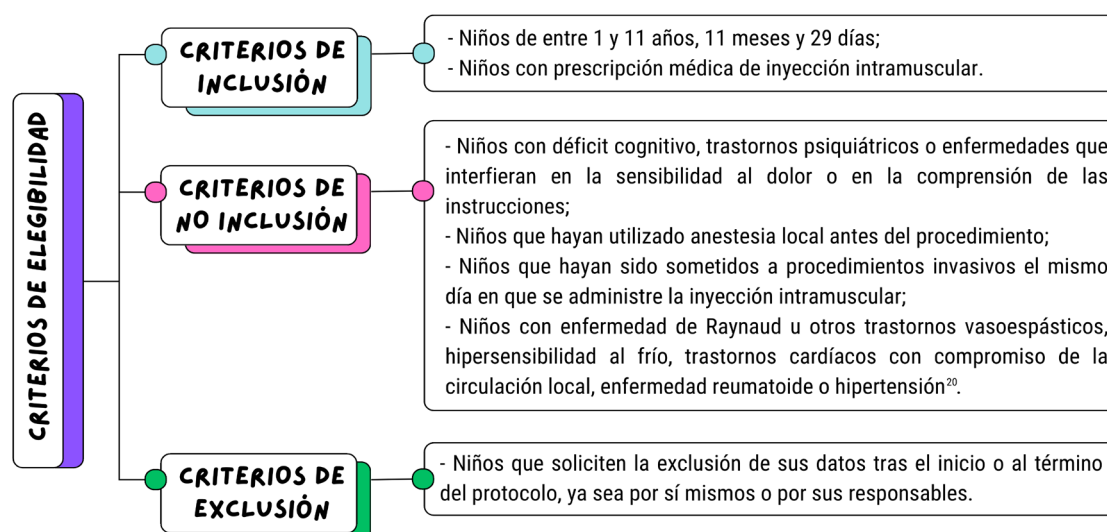 CRITERIOS DE ELEGIBILIDAD
CRITERIOS DE
INCLUSIÓN
- Niños de entre 1 y 11 años, 11 meses y 29 días;
- Niños con prescripción médica de inyección intramuscular.
CRITERIOS DE
NO INCLUSIÓN
- Niños con déficit cognitivo, trastornos psiquiátricos o enfermedades que
interfieran en la sensibilidad al dolor o en la comprensión de las
instrucciones;
- Niños que hayan utilizado anestesia local antes del procedimiento;
- Niños que hayan sido sometidos a procedimientos invasivos el mismo
día en que se administre la inyección intramuscular;
- Niños con enfermedad de Raynaud u otros trastornos vasoespásticos,
hipersensibilidad al frío, trastornos cardíacos con compromiso de la
circulación local, enfermedad reumatoide o hipertensión²⁰.
CRITERIOS DE
EXCLUSIÓN
- Niños que soliciten la exclusión de sus datos tras el inicio o al término
del protocolo, ya sea por sí mismos o por sus responsables.